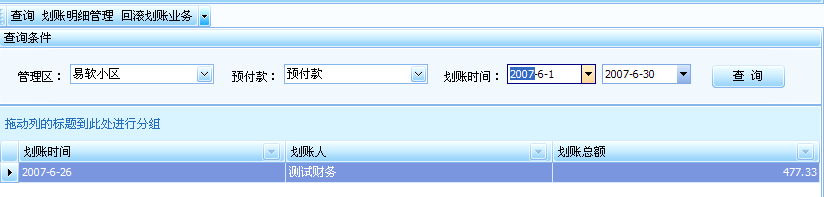 查询 划账明细管理 回滚划账业务
查询条件
管理区： 易软小区 预付款： 预付款 划账时间： 2007-6-1 2007-6-30 查 询
拖动列的标题到此处进行分组
划账时间 划账人 划账总额
2007-6-26 测试财务 477.33